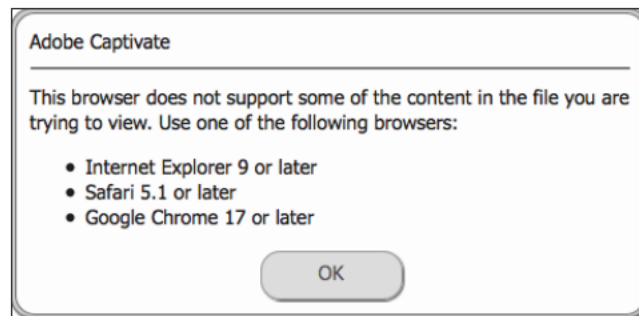 Adobe Captivate
This browser does not support some of the content in the file you are
trying to view. Use one of the following browsers:
• Internet Explorer 9 or later
• Safari 5.1 or later
• Google Chrome 17 or later
OK